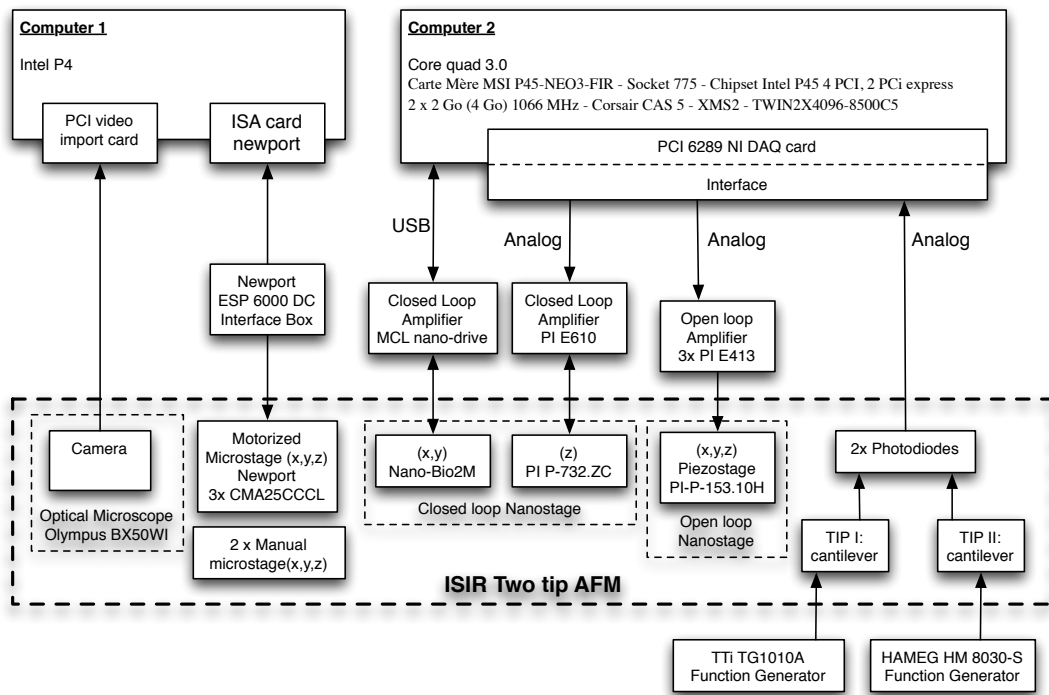 Computer 1
Intel P4
PCI video
import card
ISA card
newport
Computer 2
Core quad 3.0
Carte Mère MSI P45-NEO3-FIR - Socket 775 - Chipset Intel P45 4 PCI, 2 PCi express
2 x 2 Go (4 Go) 1066 MHz - Corsair CAS 5 - XMS2 - TWIN2X4096-8500C5
PCI 6289 NI DAQ card
Interface
USB
Analog
Analog
Analog
Newport
ESP 6000 DC
Interface Box
Closed Loop
Amplifier
MCL nano-drive
Closed Loop
Amplifier
PI E610
Open loop
Amplifier
3x PI E413
Camera
Optical Microscope
Olympus BX50WI
Motorized
Microstage (x,y,z)
Newport
3x CMA25CCCL
2 x Manual
microstage(x,y,z)
(x,y)
Nano-Bio2M
(z)
PI P-732.ZC
Closed loop Nanostage
(x,y,z)
Piezostage
PI-P-153.10H
Open loop
Nanostage
2x Photodiodes
TIP I:
cantilever
TIP II:
cantilever
ISIR Two tip AFM
TTi TG1010A
Function Generator
HAMEG HM 8030-S
Function Generator